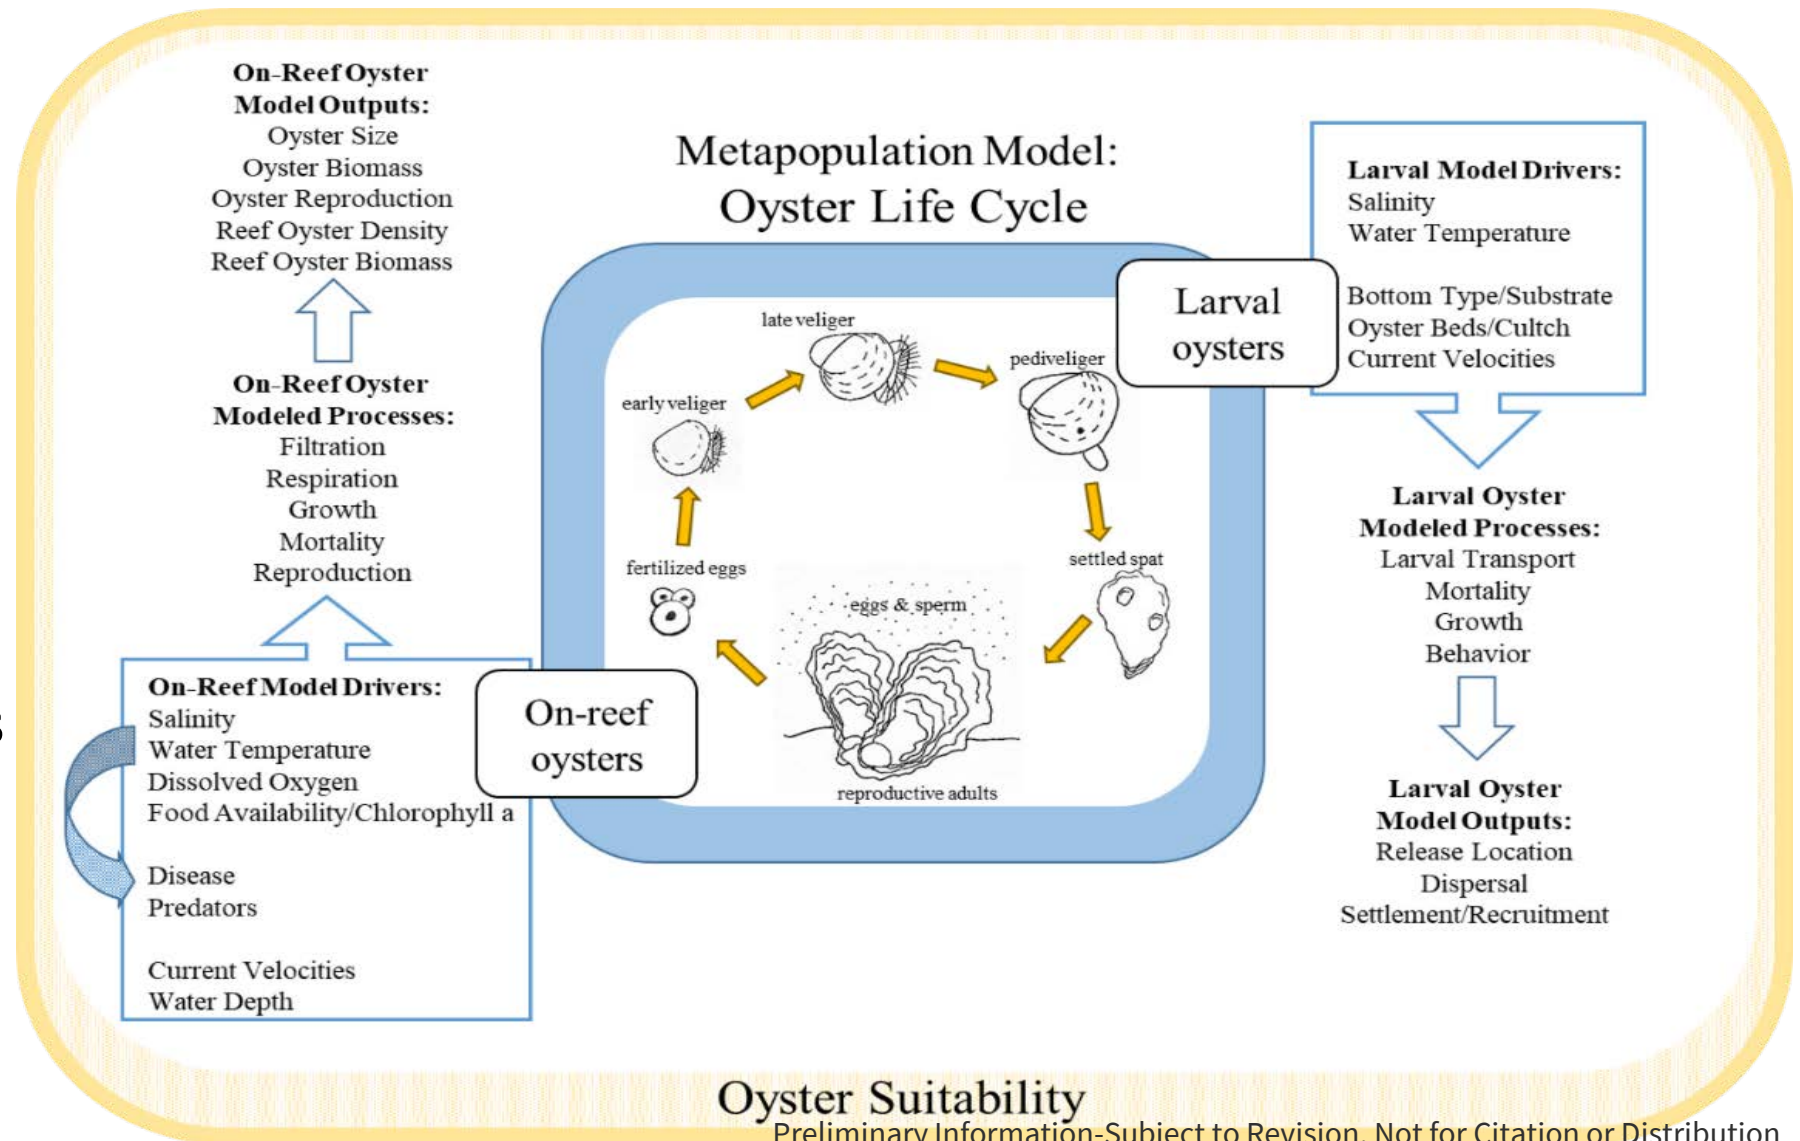 On-Reef Oyster
Model Outputs:
Oyster Size
Oyster Biomass
Oyster Reproduction
Reef Oyster Density
Reef Oyster Biomass
On-Reef Oyster
Modeled Processes:
Filtration
Respiration
Growth
Mortality
Reproduction
On-Reef Model Drivers:
Salinity
Water Temperature
Dissolved Oxygen
Food Availability/Chlorophyll a
Disease
Predators
Current Velocities
Water Depth
Metapopulation Model:
Oyster Life Cycle
On-reef
oysters
Larval
oysters
late veliger
pediveliger
early veliger
settled spat
fertilized eggs
eggs & sperm
reproductive adults
Larval Model Drivers:
Salinity
Water Temperature
Bottom Type/Substrate
Oyster Beds/Cultch
Current Velocities
Larval Oyster
Modeled Processes:
Larval Transport
Mortality
Growth
Behavior
Larval Oyster
Model Outputs:
Release Location
Dispersal
Settlement/Recruitment
Oyster Suitability
Preliminary Information-Subject to Revision. Not for Citation or Distribution